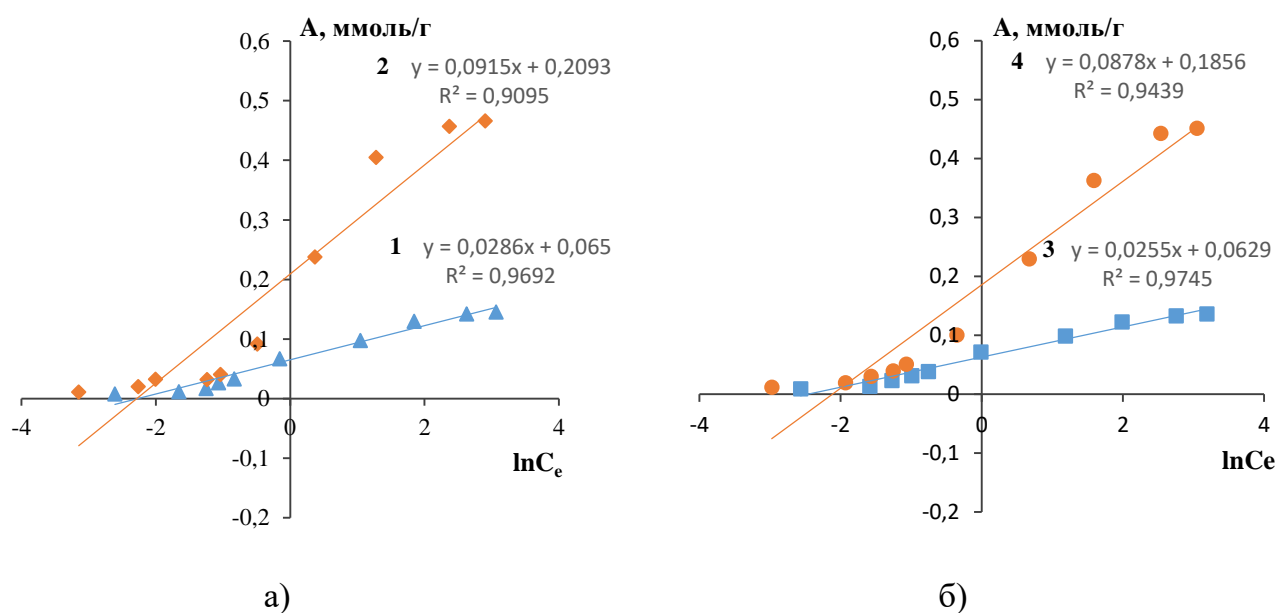 А, ммоль/г
0,6
0,5
0,4
0,3
0,2
0,1
0
-0,1
-0,2
-4
-2
0
2
4
2 y = 0,0915x + 0,2093
R² = 0,9095
1 y = 0,0286x + 0,065
R² = 0,9692
lnCₑ
а)
А, ммоль/г
0,6
0,5
0,4
0,3
0,2
0,1
0
-0,1
-0,2
-4
-2
0
2
4
4 y = 0,0878x + 0,1856
R² = 0,9439
3 y = 0,0255x + 0,0629
R² = 0,9745
lnCe
б)